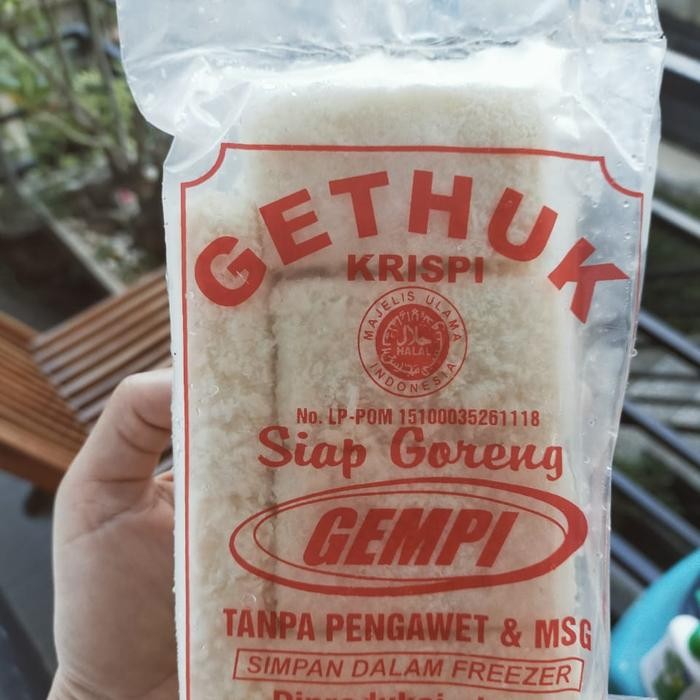 GETHUK
KRISPI
MAJELIS ULAMA
حلال
HALAL
INDONESIA
No. LP-POM 15100035261118
Siap Goreng
GEMPI
TANPA PENGAWET & MSG
SIMPAN DALAM FREEZER